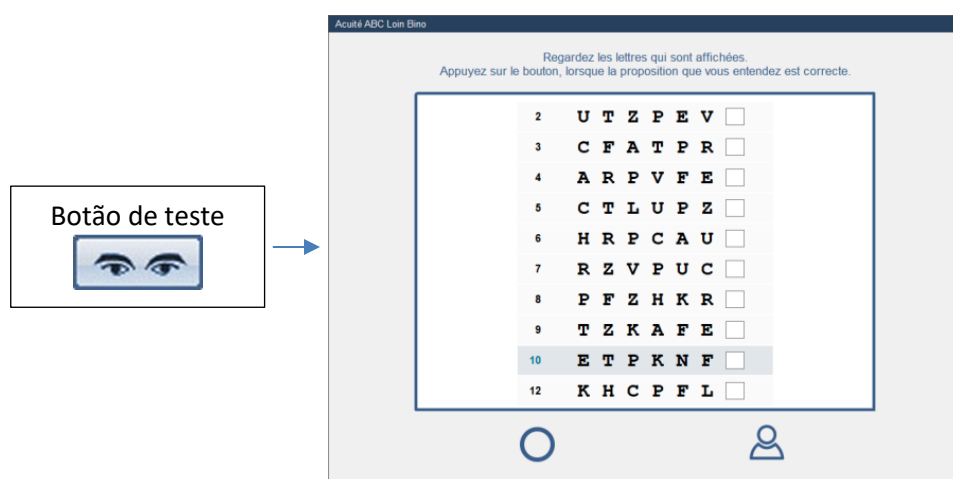 Acuité ABC Loin Bino
Regardez les lettres qui sont affichées.
Appuyez sur le bouton, lorsque la proposition que vous entendez est correcte.
Botão de teste
2 U T Z P E V
3 C F A T P R
4 A R P V F E
5 C T L U P Z
6 H R P C A U
7 R Z V P U C
8 P F Z H K R
9 T Z K A F E
10 E T P K N F
12 K H C P F L